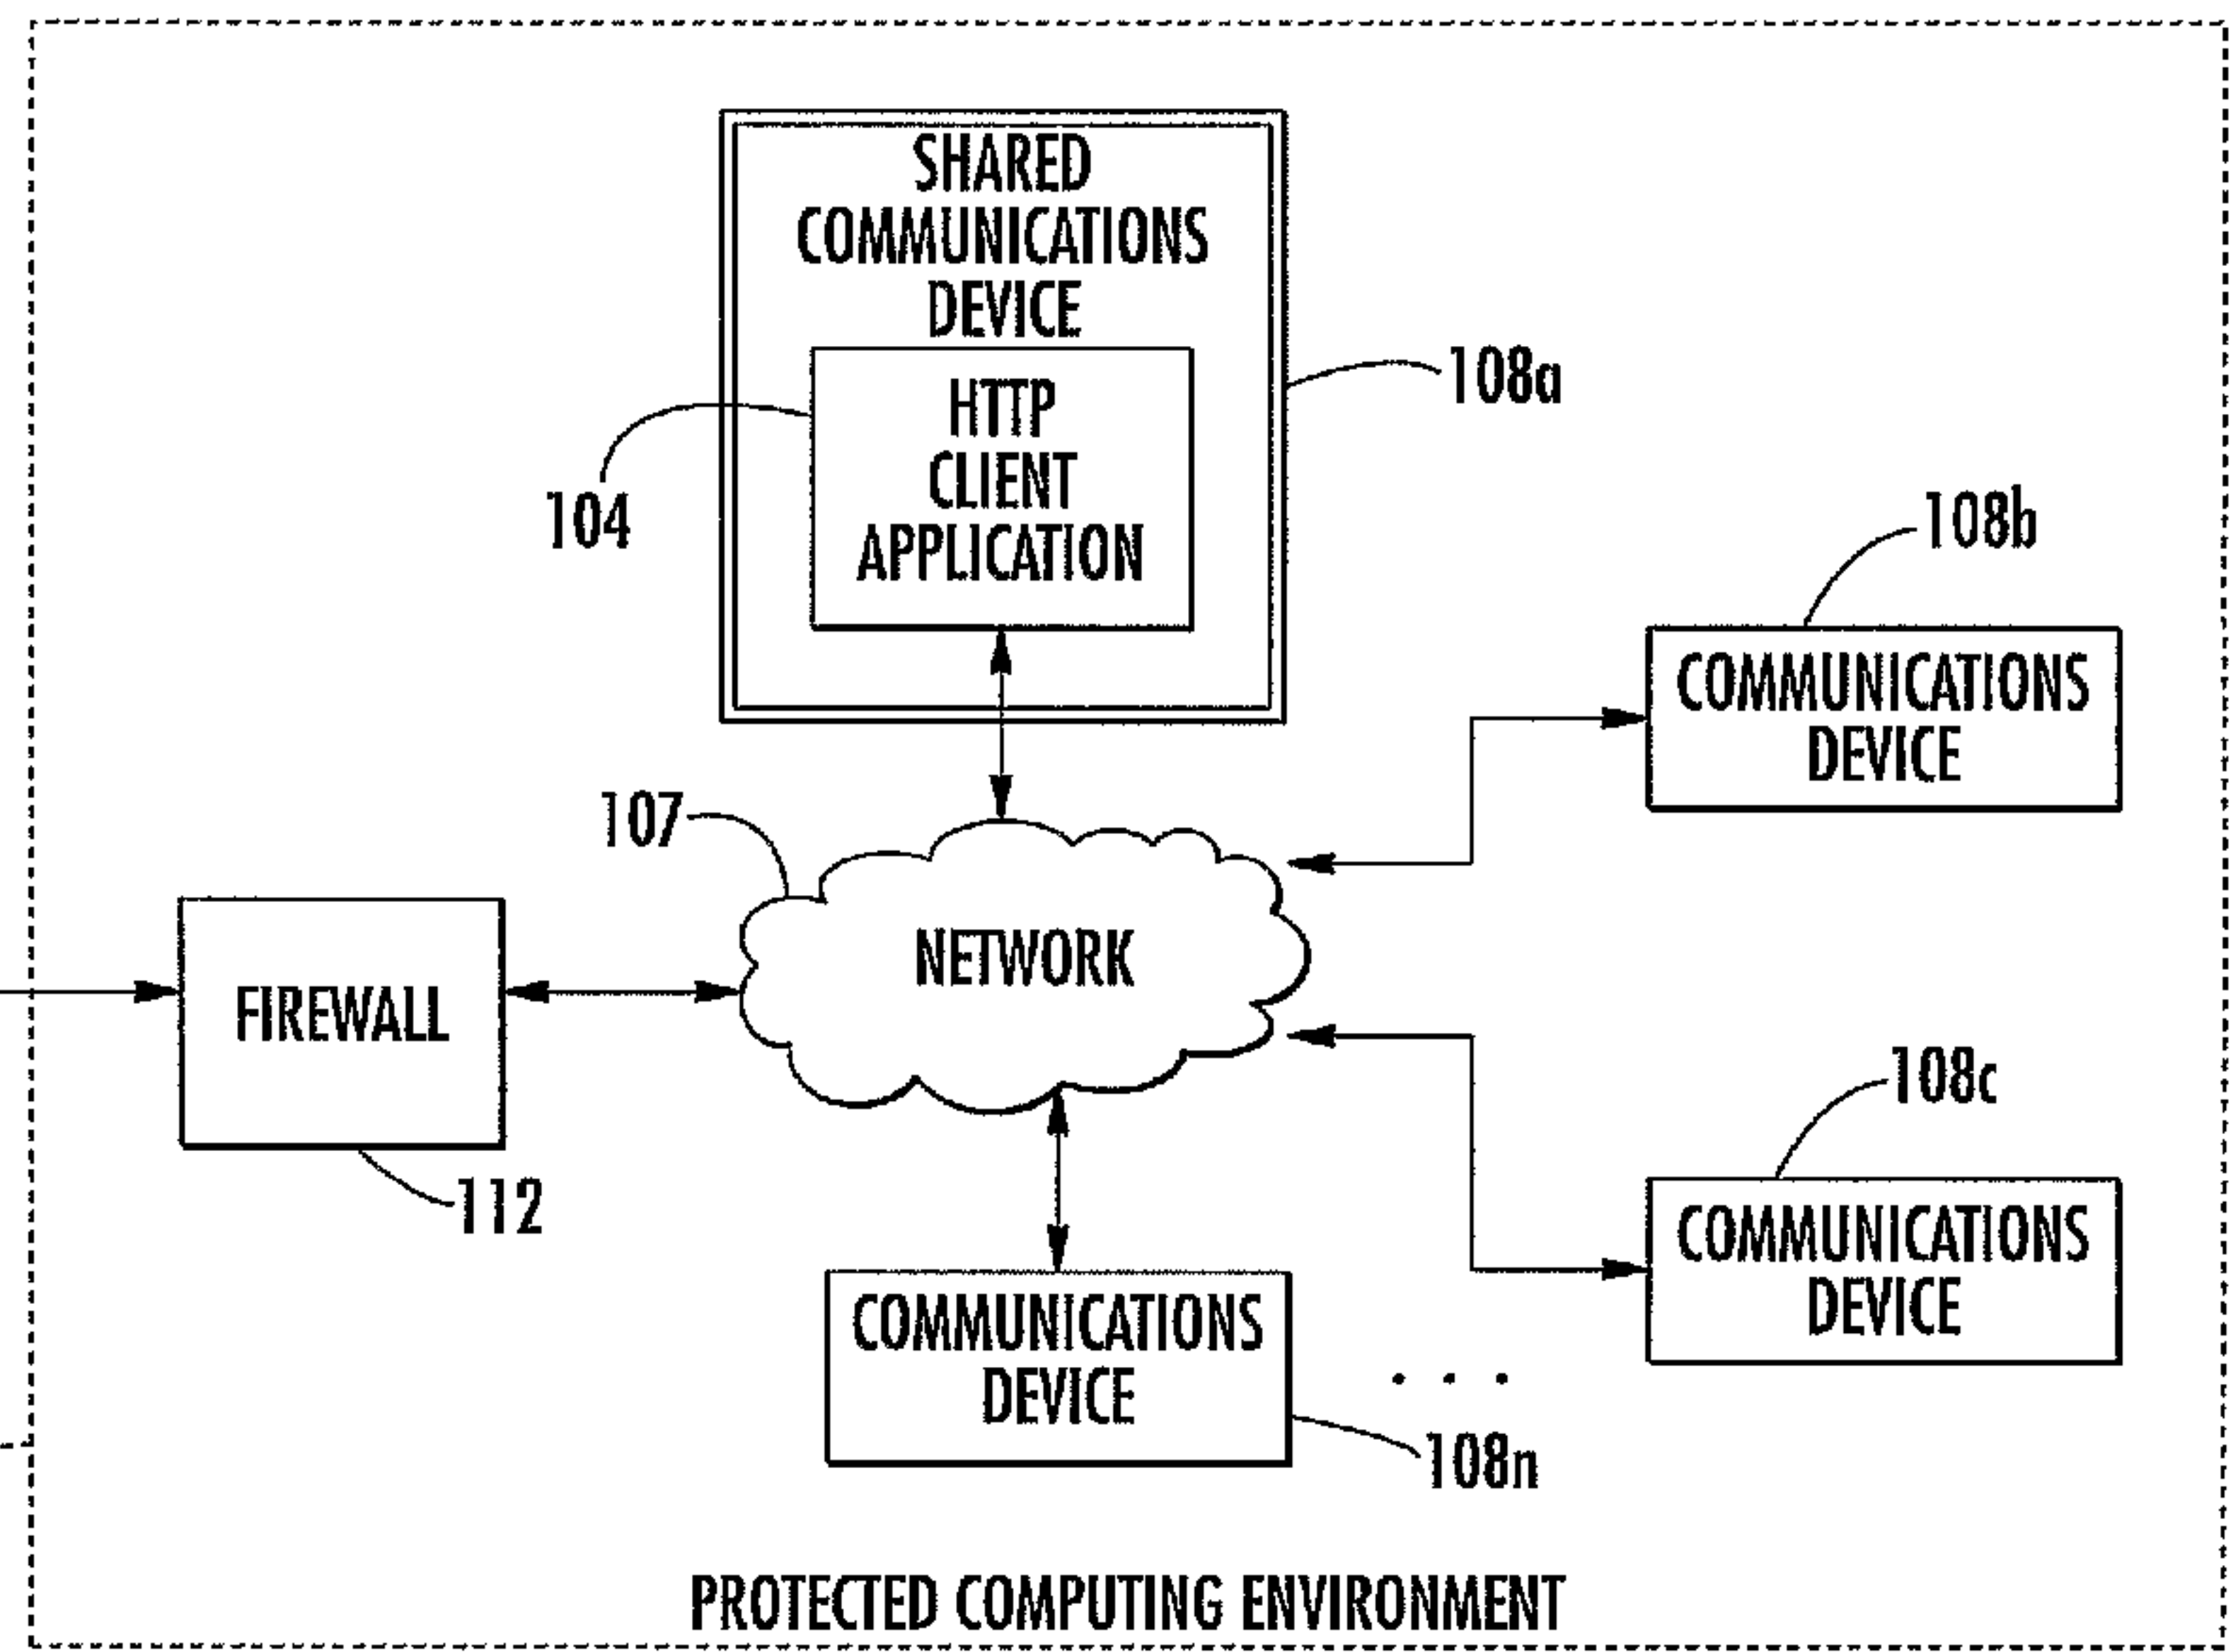 SHARED
COMMUNICATIONS
DEVICE
HTTP
CLIENT
APPLICATION
108a
104
108b
COMMUNICATIONS
DEVICE
107
NETWORK
FIREWALL
112
108c
COMMUNICATIONS
DEVICE
COMMUNICATIONS
DEVICE
. . .
108n
PROTECTED COMPUTING ENVIRONMENT